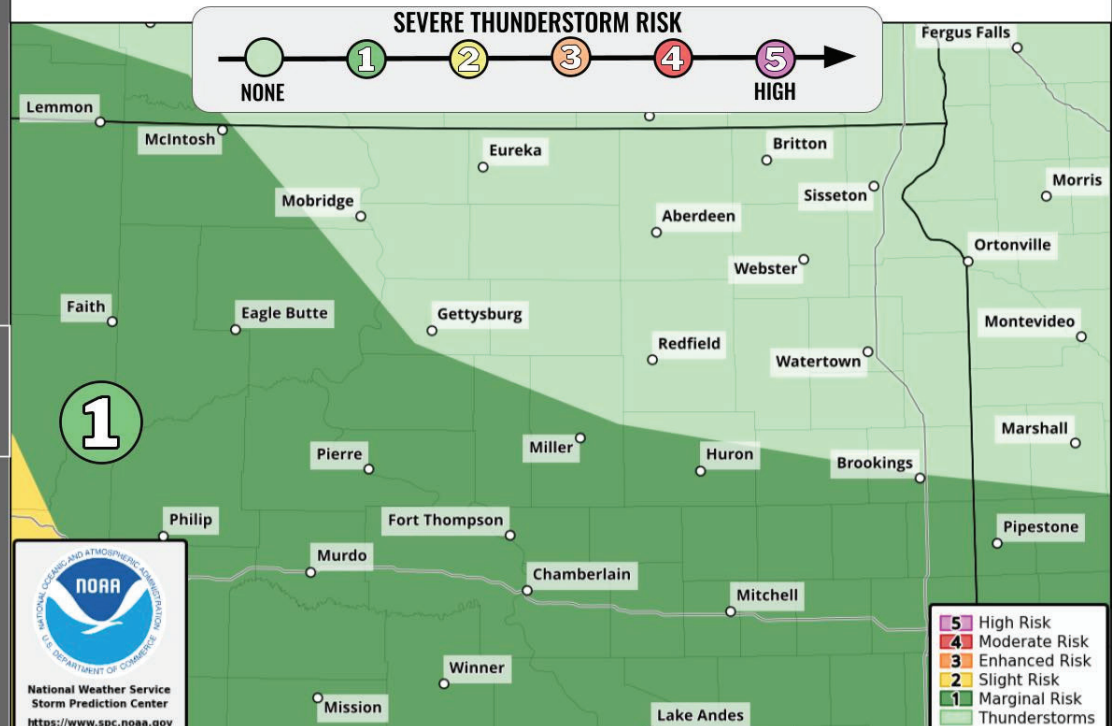 SEVERE THUNDERSTORM RISK
1 2 3 4 5
NONE HIGH
Fergus Falls
Lemmon
McIntosh
Eureka
Britton
Mobridge
Sisseton
Morris
Aberdeen
Webster
Ortonville
Faith
Eagle Butte
Gettysburg
Redfield
Watertown
Montevideo
1
Pierre
Miller
Huron
Brookings
Marshall
Philip
Fort Thompson
Pipestone
Murdo
Chamberlain
Mitchell
Winner
Mission
Lake Andes
NATIONAL OCEANIC AND ATMOSPHERIC ADMINISTRATION
NOAA
U.S. DEPARTMENT OF COMMERCE
National Weather Service
Storm Prediction Center
https://www.spc.noaa.gov
5 High Risk
4 Moderate Risk
3 Enhanced Risk
2 Slight Risk
1 Marginal Risk
Thunderstorms